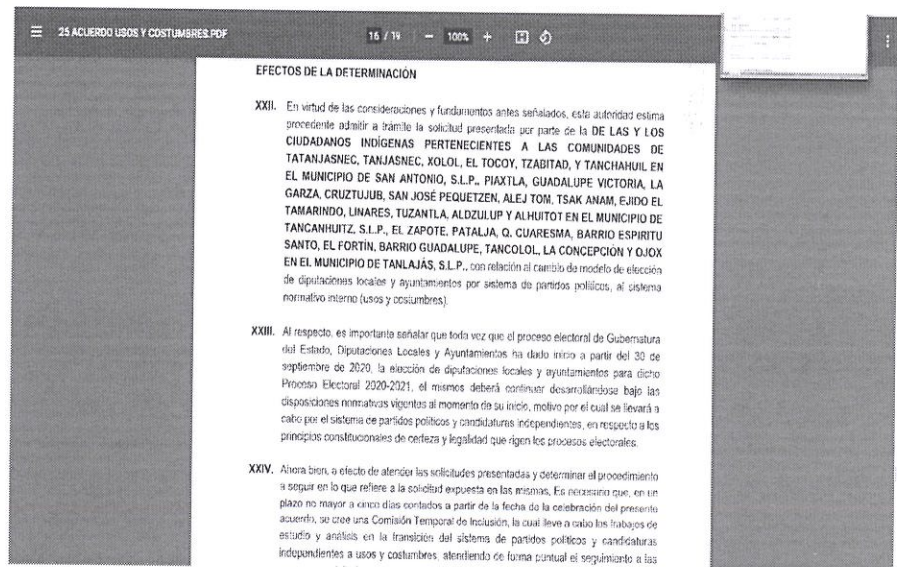 25 ACUERDO USOS Y COSTUMBRES.PDF
16 / 19 — 100% +
EFECTOS DE LA DETERMINACIÓN
XXII. En virtud de las consideraciones y fundamentos antes señalados, esta autoridad estima
procedente admitir a trámite la solicitud presentada por parte de la DE LAS Y LOS
CIUDADANOS INDÍGENAS PERTENECIENTES A LAS COMUNIDADES DE
TATANJASNEC, TANJASNEC, XOLOL, EL TOCOY, TZABITAD, Y TANCHAHUIL EN
EL MUNICIPIO DE SAN ANTONIO, S.L.P., PIAXTLA, GUADALUPE VICTORIA, LA
GARZA, CRUZTUJUB, SAN JOSÉ PEQUETZEN, ALEJ TOM, TSAK ANAM, EJIDO EL
TAMARINDO, LINARES, TUZANTLA, ALDZULUP Y ALHUITOT EN EL MUNICIPIO DE
TANCANHUITZ, S.L.P., EL ZAPOTE, PATALJA, Q. CUARESMA, BARRIO ESPIRITU
SANTO, EL FORTÍN, BARRIO GUADALUPE, TANCOLOL, LA CONCEPCIÓN Y OJOX
EN EL MUNICIPIO DE TANLAJÁS, S.L.P., con relación al cambio de modelo de elección
de diputaciones locales y ayuntamientos por sistema de partidos políticos, al sistema
normativo interno (usos y costumbres).
XXIII. Al respecto, es importante señalar que toda vez que el proceso electoral de Gubernatura
del Estado, Diputaciones Locales y Ayuntamientos ha dado inicio a partir del 30 de
septiembre de 2020, la elección de diputaciones locales y ayuntamientos para dicho
Proceso Electoral 2020-2021, el mismos deberá continuar desarrollándose bajo las
disposiciones normativas vigentes al momento de su inicio, motivo por el cual se llevará a
cabo por el sistema de partidos políticos y candidaturas independientes, en respecto a los
principios constitucionales de certeza y legalidad que rigen los procesos electorales.
XXIV. Ahora bien, a efecto de atender las solicitudes presentadas y determinar el procedimiento
a seguir en lo que refiere a la solicitud expuesta en las mismas, Es necesario que, en un
plazo no mayor a cinco días contados a partir de la fecha de la celebración del presente
acuerdo, se cree una Comisión Temporal de Inclusión, la cual lleve a cabo los trabajos de
estudio y análisis en la transición del sistema de partidos políticos y candidaturas
independientes a usos y costumbres, atendiendo de forma puntual el seguimiento a las